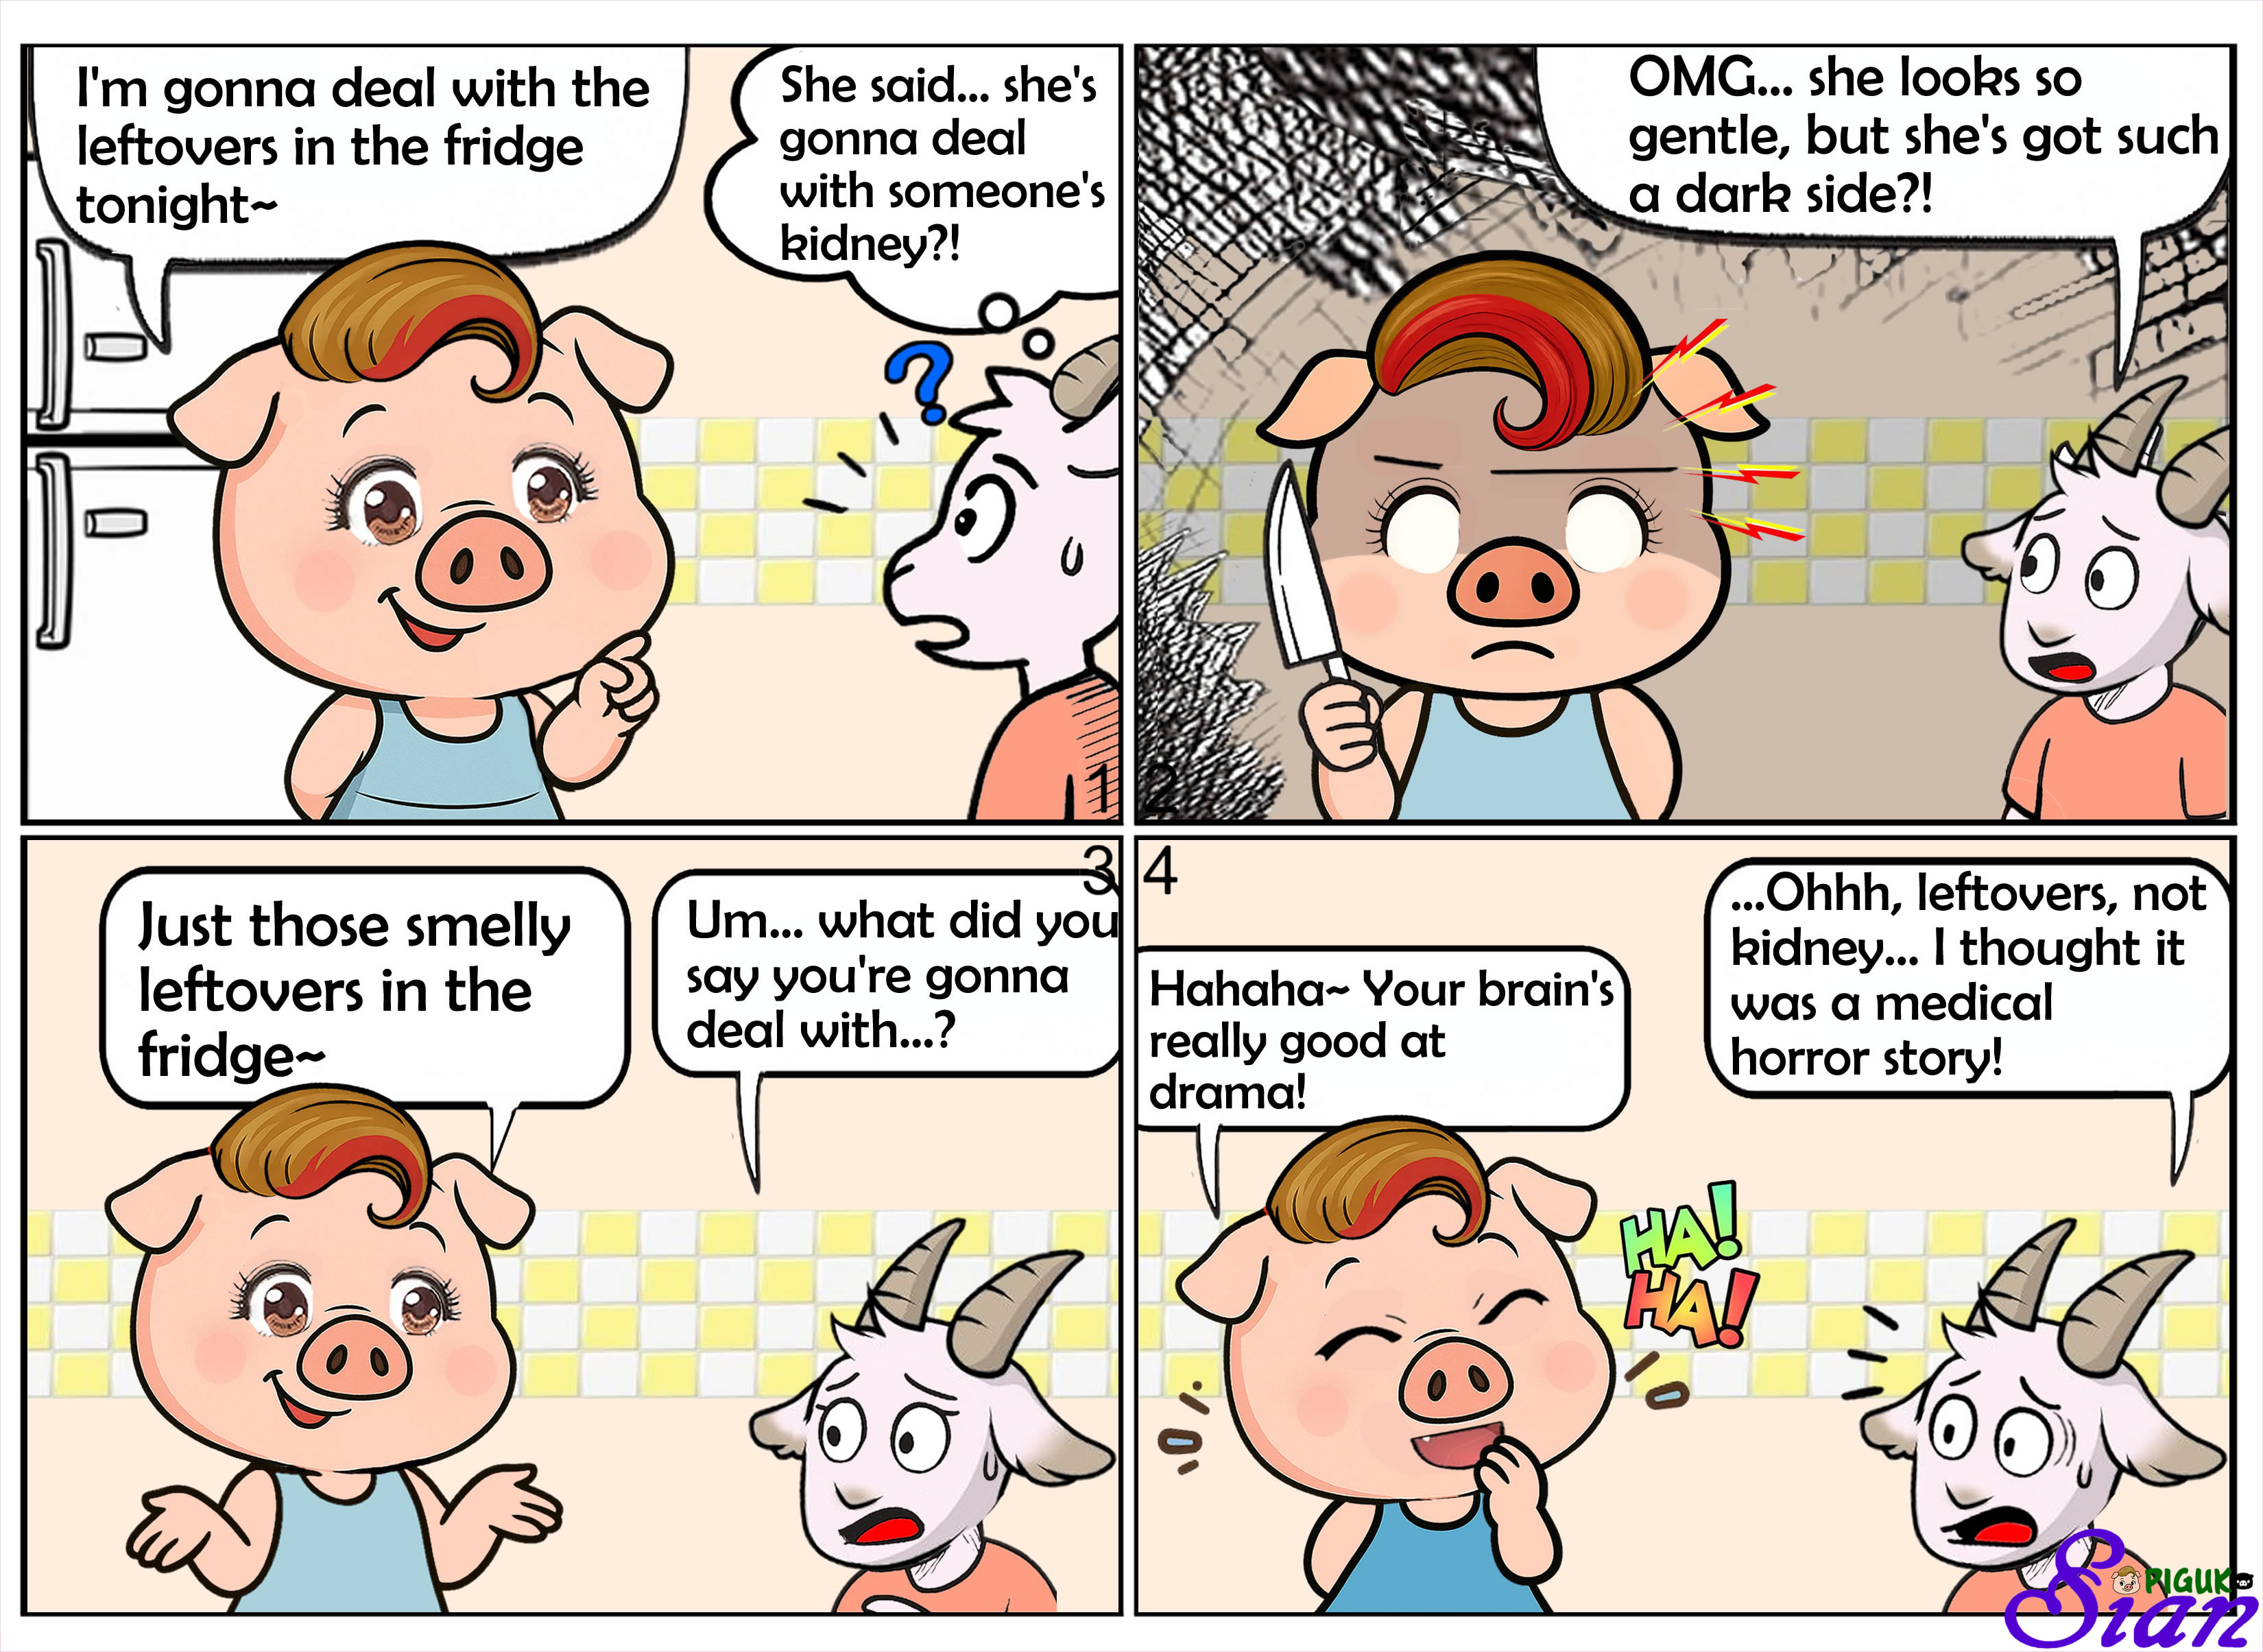 I'm gonna deal with the
leftovers in the fridge
tonight~
She said... she's
gonna deal
with someone's
kidney?!
?
1
OMG... she looks so
gentle, but she's got such
a dark side?!
2
3
Just those smelly
leftovers in the
fridge~
Um... what did you
say you're gonna
deal with...?
4
Hahaha~ Your brain's
really good at
drama!
...Ohhh, leftovers, not
kidney... I thought it
was a medical
horror story!
HA!
HA!
PIGUK
Sian